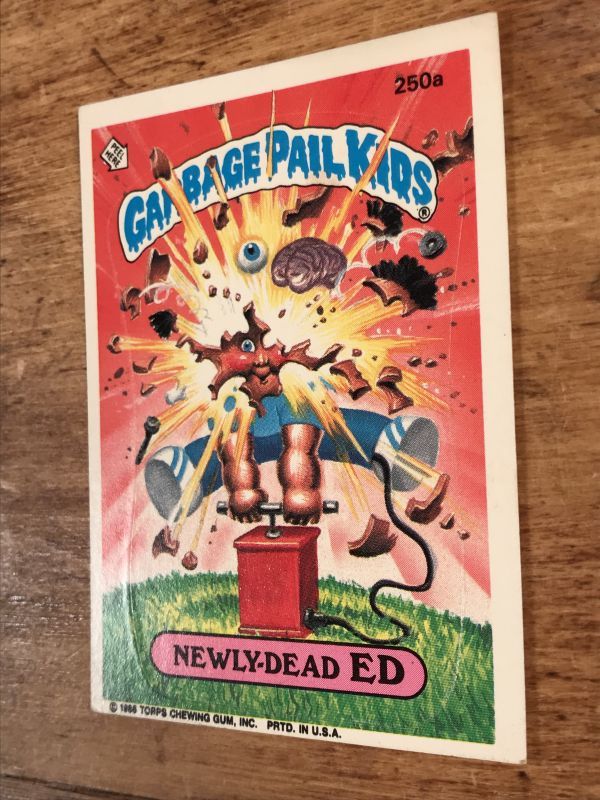 250a
PEEL
HERE
GARBAGE PAIL KIDS®
NEWLY-DEAD ED
© 1986 TOPPS CHEWING GUM, INC. PRTD. IN U.S.A.